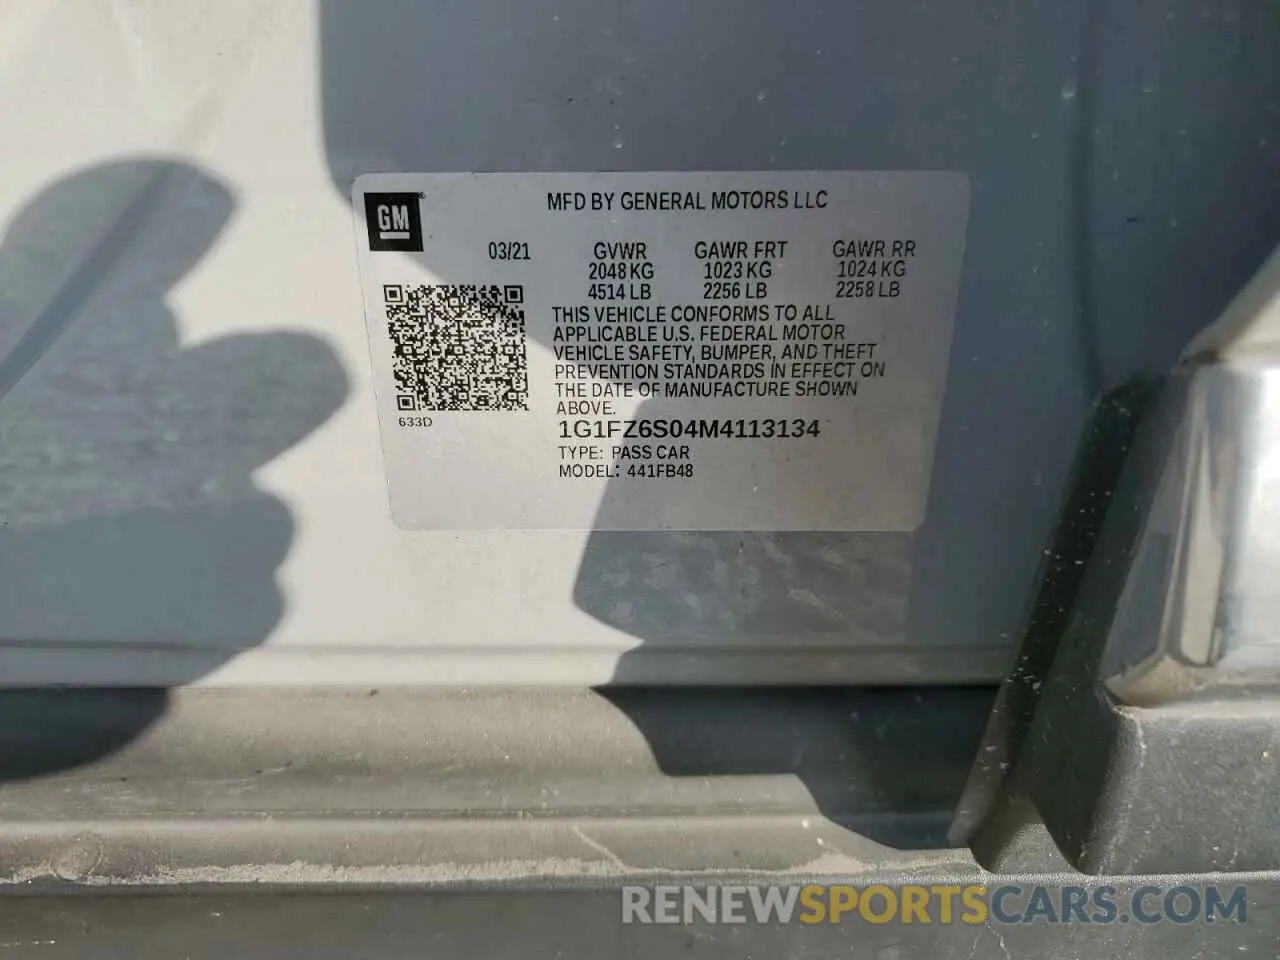 GM
MFD BY GENERAL MOTORS LLC
03/21 GVWR GAWR FRT GAWR RR
2048 KG 1023 KG 1024 KG
4514 LB 2256 LB 2258 LB
THIS VEHICLE CONFORMS TO ALL
APPLICABLE U.S. FEDERAL MOTOR
VEHICLE SAFETY, BUMPER, AND THEFT
PREVENTION STANDARDS IN EFFECT ON
THE DATE OF MANUFACTURE SHOWN
ABOVE.
633D
1G1FZ6S04M4113134
TYPE: PASS CAR
MODEL: 441FB48
RENEWSPORTSCARS.COM